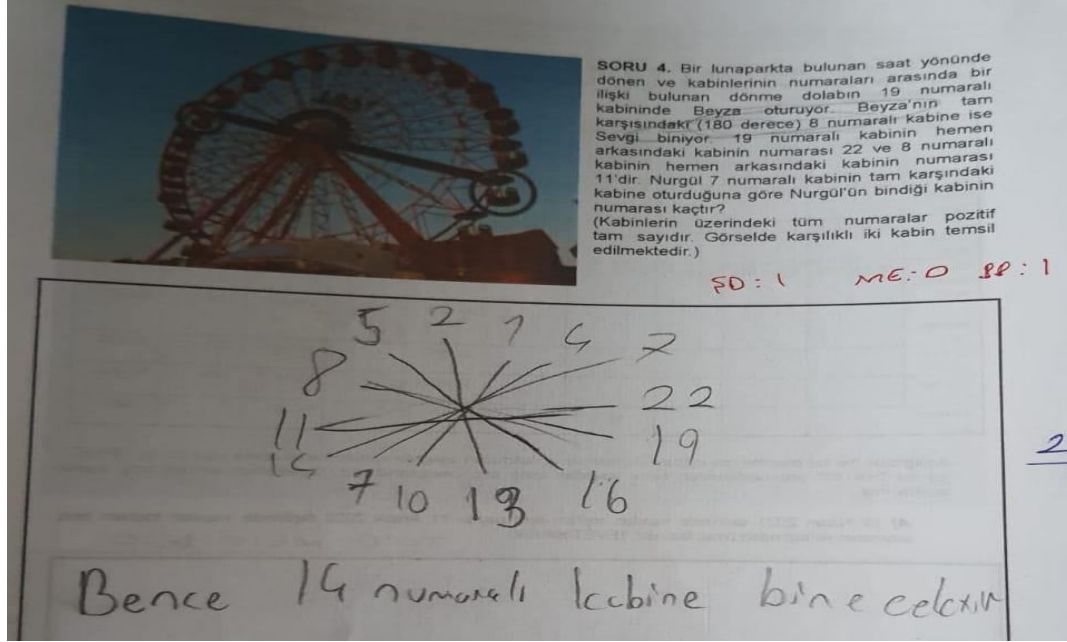 SORU 4. Bir lunaparkta bulunan saat yönünde
dönen ve kabinlerinin numaraları arasında bir
ilişki bulunan dönme dolabın 19 numaralı
kabininde Beyza oturuyor. Beyza'nın tam
karşısındaki (180 derece) 8 numaralı kabine ise
Sevgi biniyor. 19 numaralı kabinin hemen
arkasındaki kabinin numarası 22 ve 8 numaralı
kabinin hemen arkasındaki kabinin numarası
11'dir. Nurgül 7 numaralı kabinin tam karşındaki
kabine oturduğuna göre Nurgül'ün bindiği kabinin
numarası kaçtır?
(Kabinlerin üzerindeki tüm numaralar pozitif
tam sayıdır. Görselde karşılıklı iki kabin temsil
edilmektedir.)
ŞD: 1 ME: 0 PP: 1
5 2 1 4 7
8 22
11 19
14
7 10 13 16
2
Bence 14 numaralı kabine binecektir